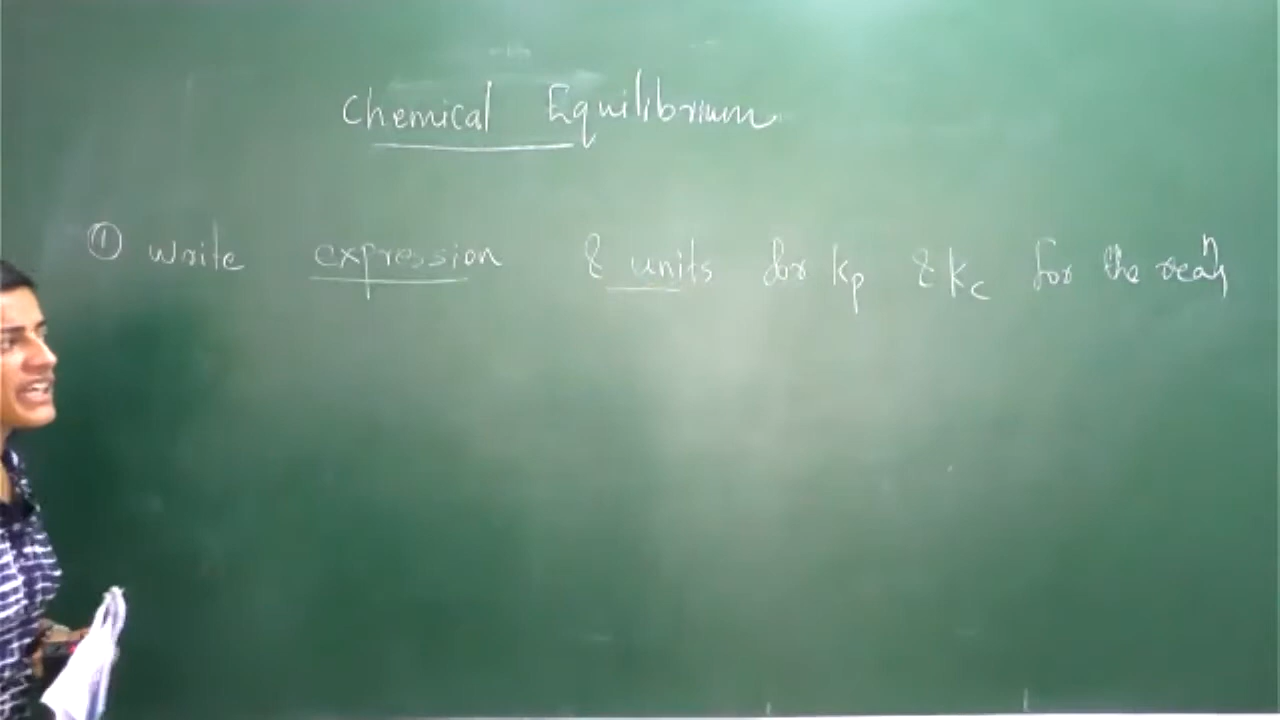 Chemical Equilibrium
① Write expression & units for Kp & Kc for the reaⁿ